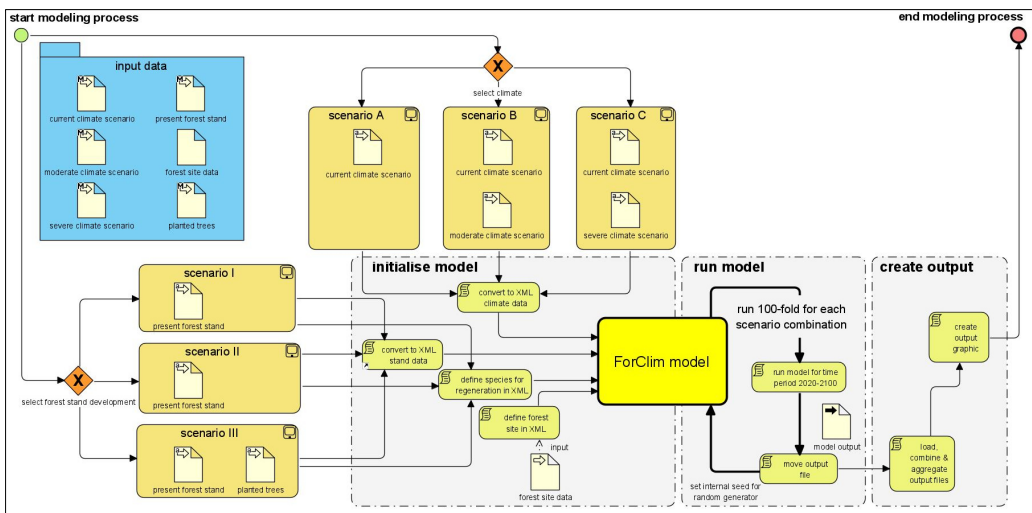 start modeling process
end modeling process
input data
current climate scenario
present forest stand
moderate climate scenario
forest site data
severe climate scenario
planted trees
X
select climate
scenario A
current climate scenario
scenario B
current climate scenario
moderate climate scenario
scenario C
current climate scenario
severe climate scenario
scenario I
present forest stand
scenario II
present forest stand
scenario III
present forest stand
planted trees
X
select forest stand development
initialise model
convert to XML
climate data
convert to XML
stand data
define species for
regeneration in XML
define forest
site in XML
input
forest site data
ForClim model
run model
run 100-fold for each
scenario combination
run model for time
period 2020-2100
model output
move output
file
set internal seed for
random generator
create output
create
output
graphic
load,
combine &
aggregate
output files